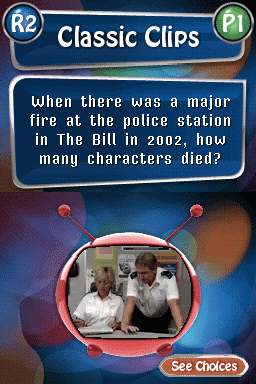 R2
Classic Clips
P1
When there was a major
fire at the police station
in The Bill in 2002, how
many characters died?
See Choices